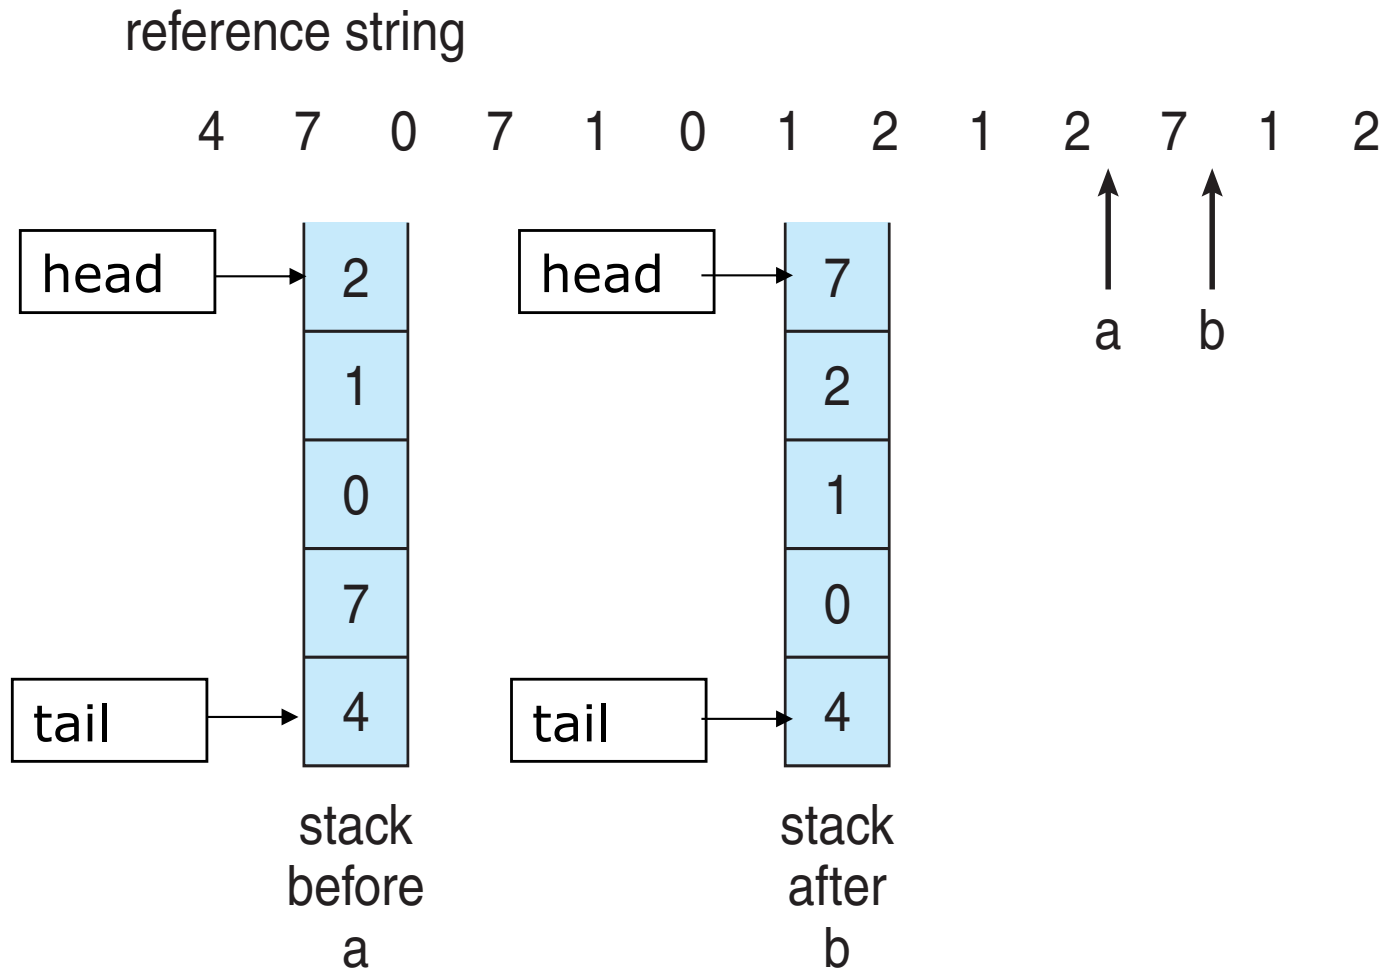 reference string
4 7 0 7 1 0 1 2 1 2 7 1 2
a b
head
2
1
0
7
tail
4
stack
before
a
head
7
2
1
0
tail
4
stack
after
b